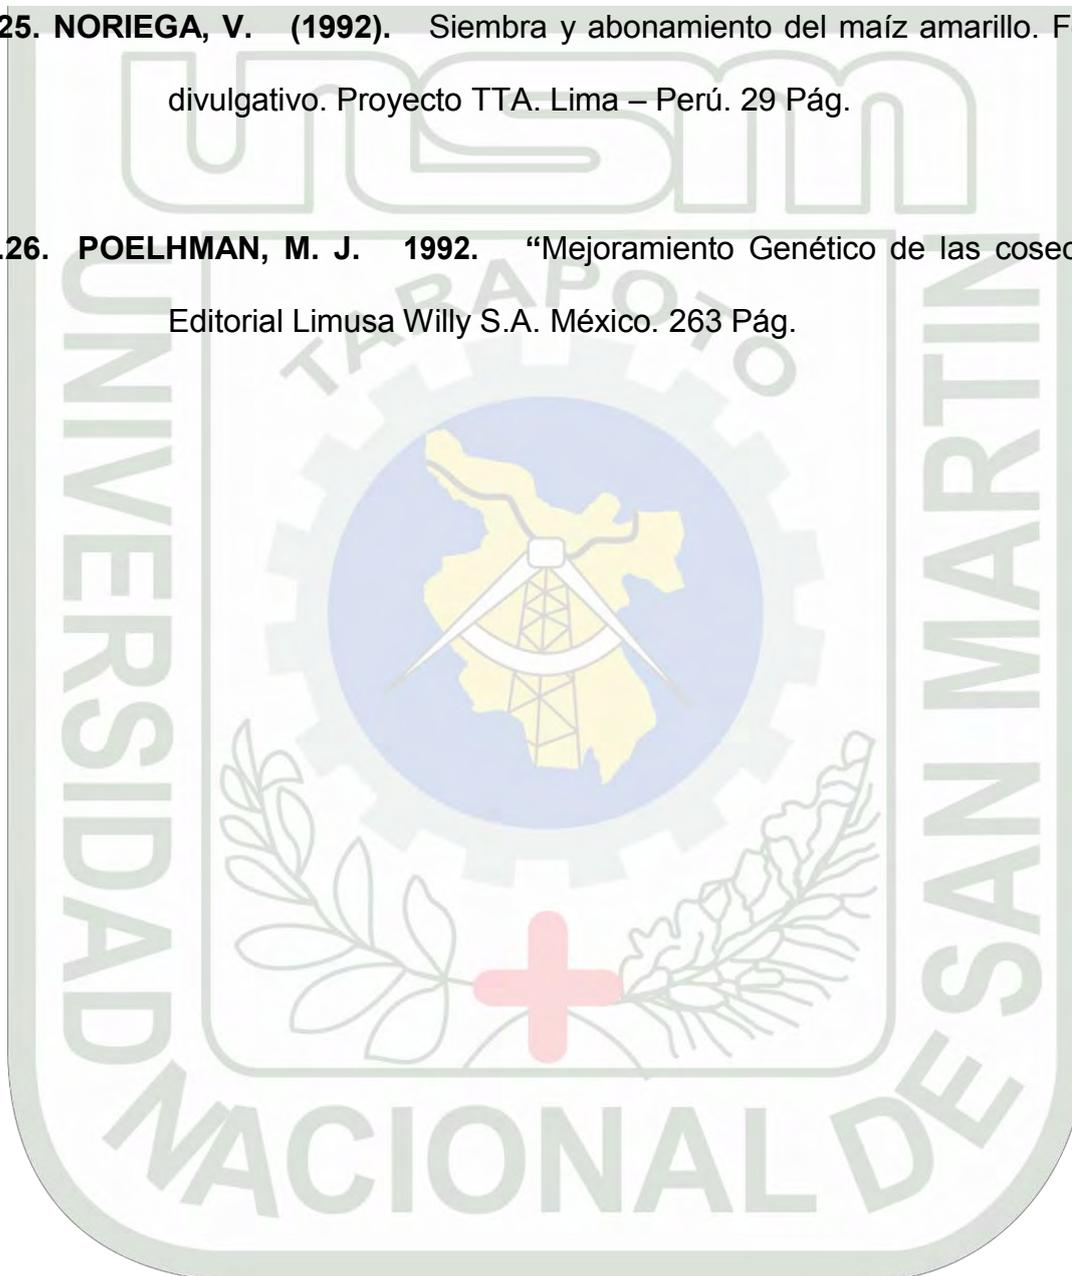 25. NORIEGA, V. (1992). Siembra y abonamiento del maíz amarillo.
divulgativo. Proyecto TTA. Lima – Perú. 29 Pág.
.26. POELHMAN, M. J. 1992. “Mejoramiento Genético de las
Editorial Limusa Willy S.A. México. 263 Pág.
unsm
TARAPOTO
UNIVERSIDAD NACIONAL DE SAN MARTIN